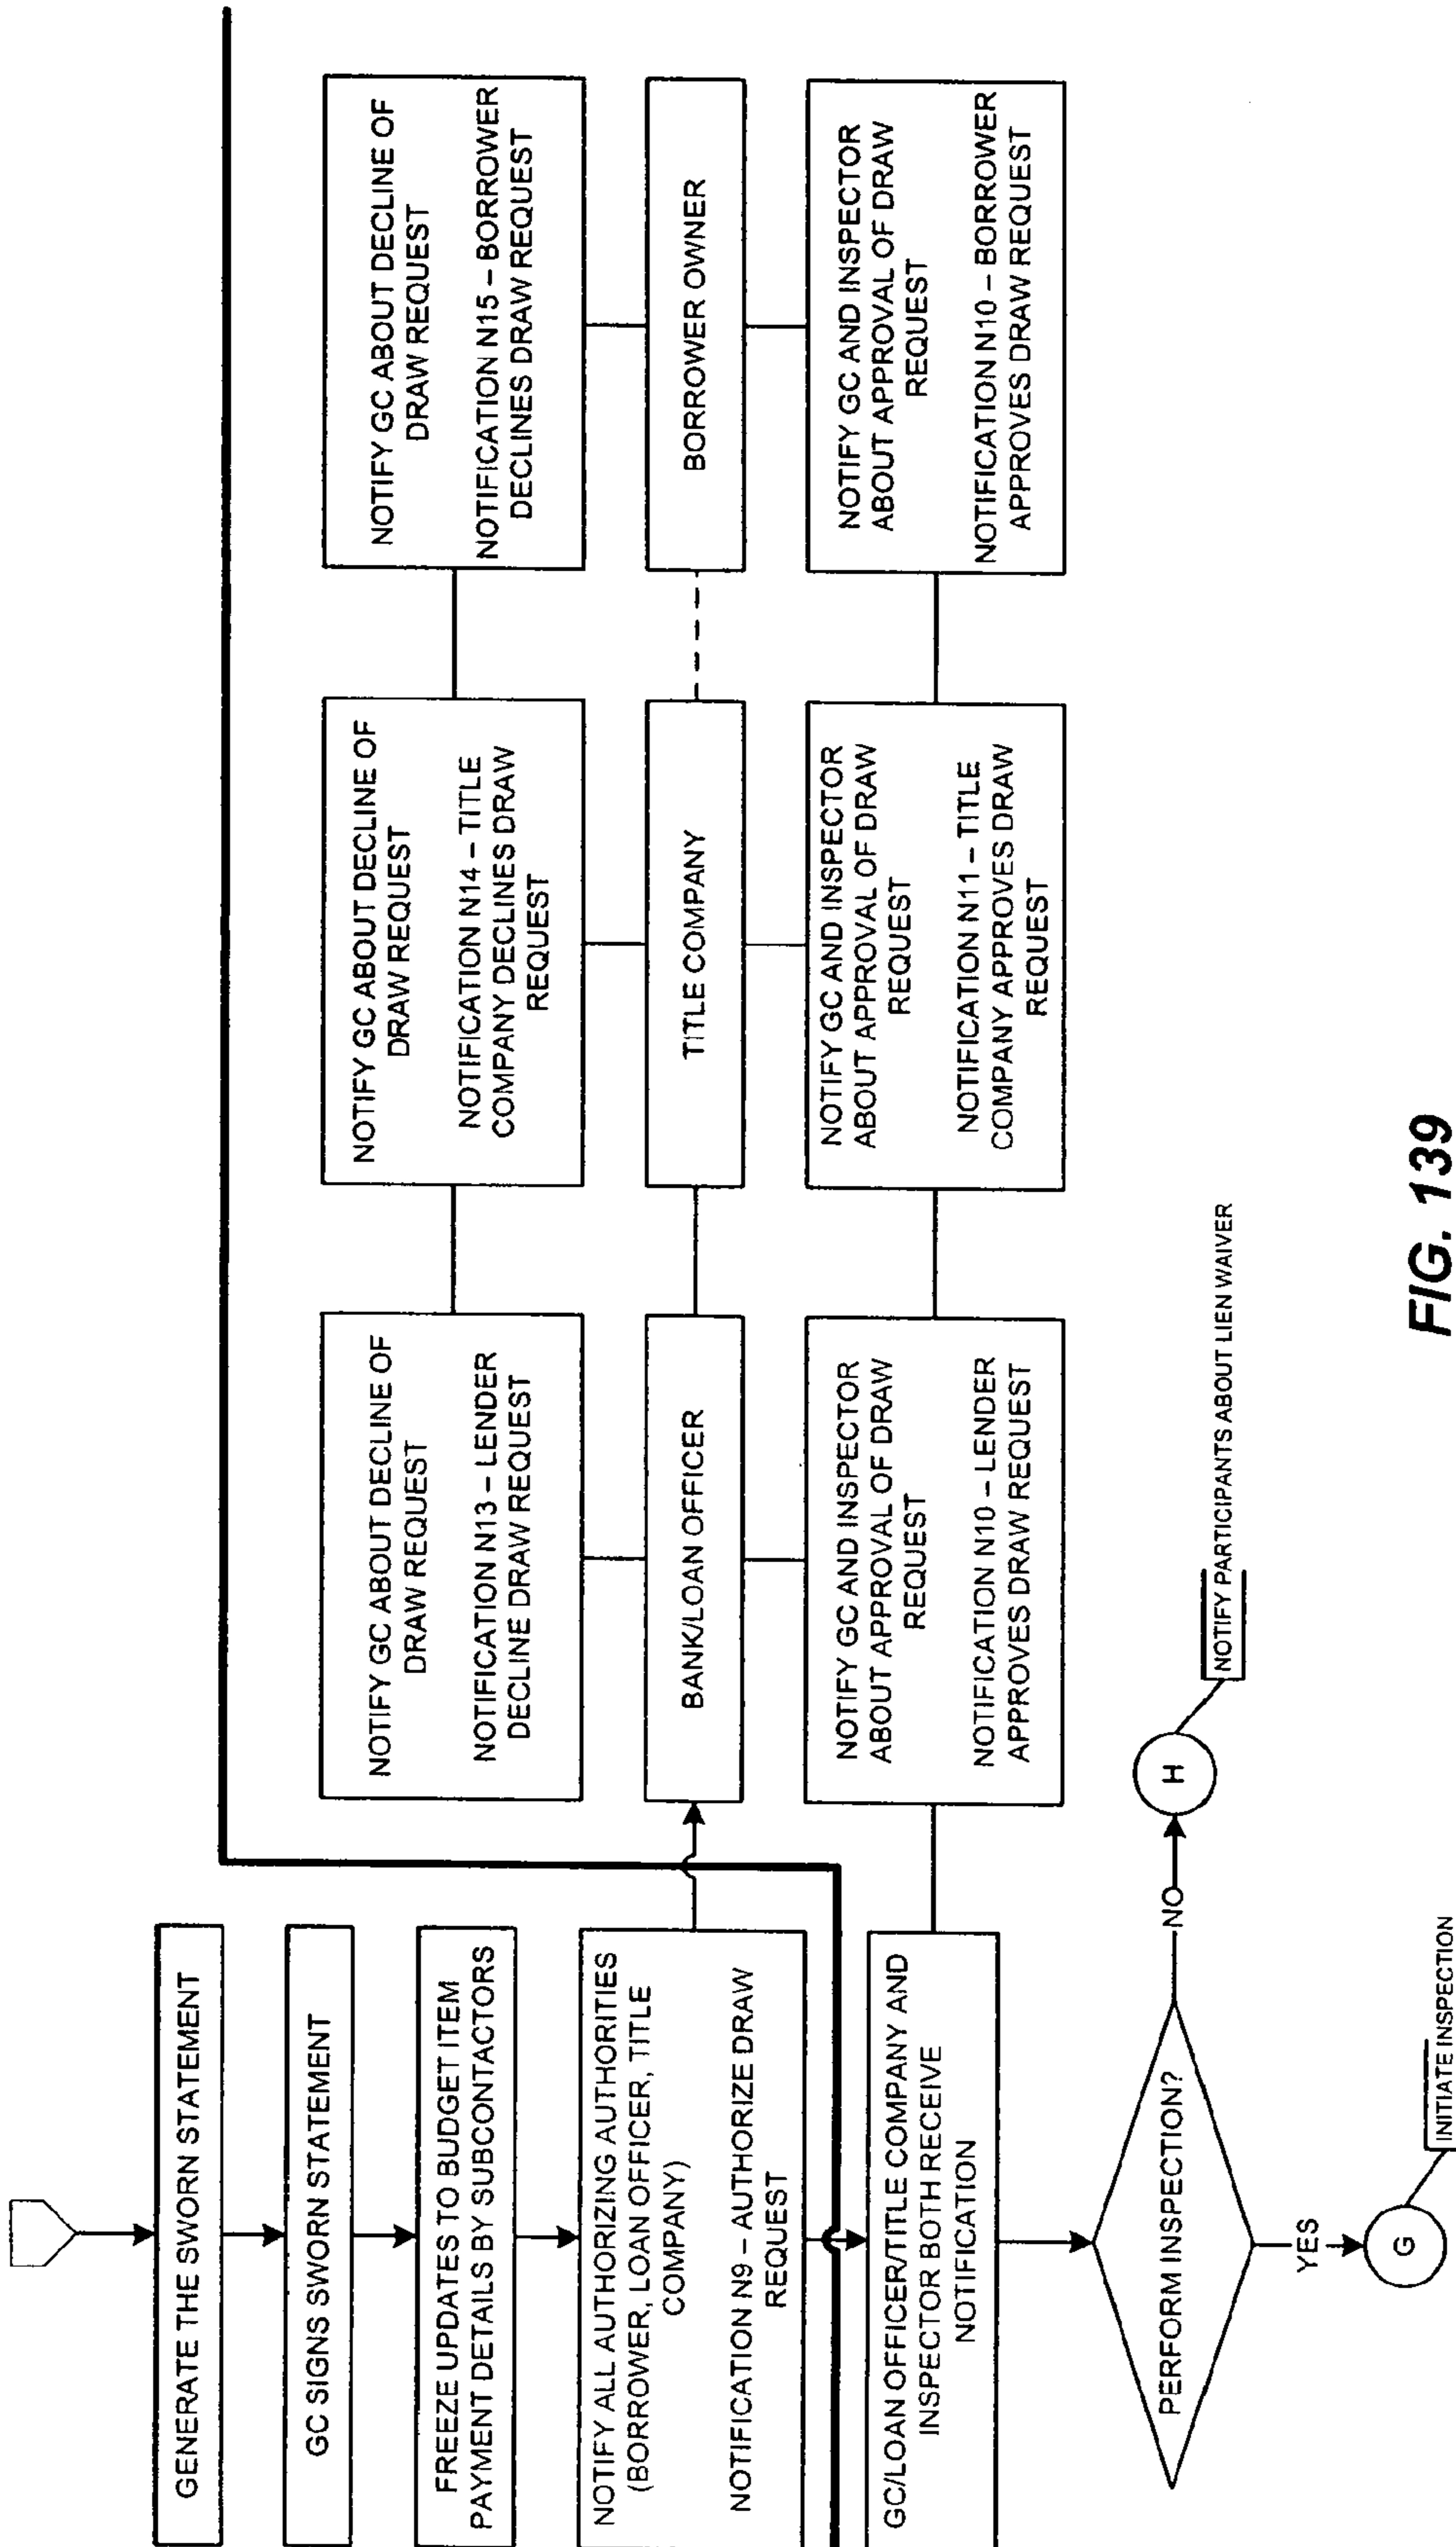 GENERATE THE SWORN STATEMENT
GC SIGNS SWORN STATEMENT
FREEZE UPDATES TO BUDGET ITEM
PAYMENT DETAILS BY SUBCONTACTORS
NOTIFY ALL AUTHORIZING AUTHORITIES
(BORROWER, LOAN OFFICER, TITLE
COMPANY)
NOTIFICATION N9 – AUTHORIZE DRAW
REQUEST
NOTIFY GC ABOUT DECLINE OF
DRAW REQUEST
NOTIFICATION N13 – LENDER
DECLINE DRAW REQUEST
BANK/LOAN OFFICER
NOTIFY GC AND INSPECTOR
ABOUT APPROVAL OF DRAW
REQUEST
NOTIFICATION N10 – LENDER
APPROVES DRAW REQUEST
NOTIFY GC ABOUT DECLINE OF
DRAW REQUEST
NOTIFICATION N14 – TITLE
COMPANY DECLINES DRAW
REQUEST
TITLE COMPANY
NOTIFY GC AND INSPECTOR
ABOUT APPROVAL OF DRAW
REQUEST
NOTIFICATION N11 – TITLE
COMPANY APPROVES DRAW
REQUEST
NOTIFY GC ABOUT DECLINE OF
DRAW REQUEST
NOTIFICATION N15 – BORROWER
DECLINES DRAW REQUEST
BORROWER OWNER
NOTIFY GC AND INSPECTOR
ABOUT APPROVAL OF DRAW
REQUEST
NOTIFICATION N10 – BORROWER
APPROVES DRAW REQUEST
GC/LOAN OFFICER/TITLE COMPANY AND
INSPECTOR BOTH RECEIVE
NOTIFICATION
PERFORM INSPECTION?
NO
H
NOTIFY PARTICIPANTS ABOUT LIEN WAIVER
YES
G
INITIATE INSPECTION
FIG. 139